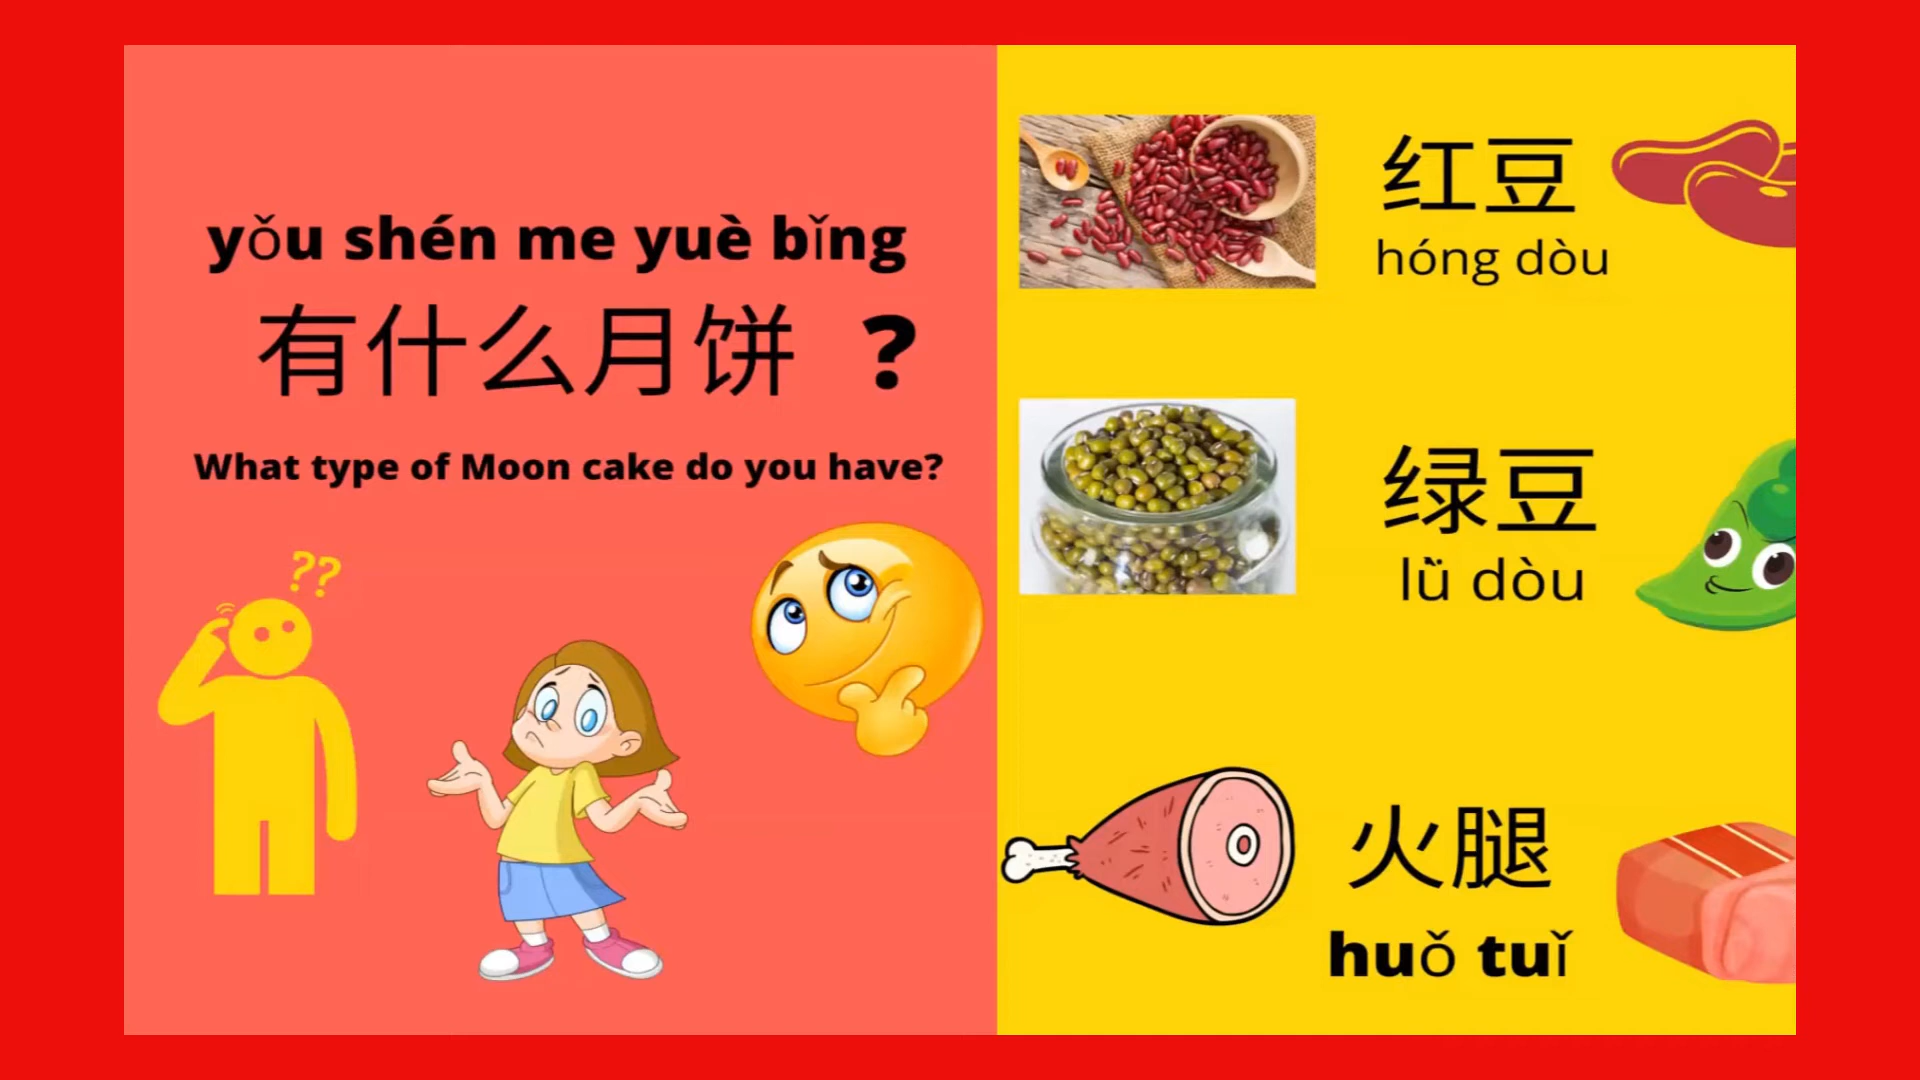 yǒu shén me yuè bǐng
有什么月饼 ?
What type of Moon cake do you have?
??
红豆
hóng dòu
绿豆
lǜ dòu
火腿
huǒ tuǐ